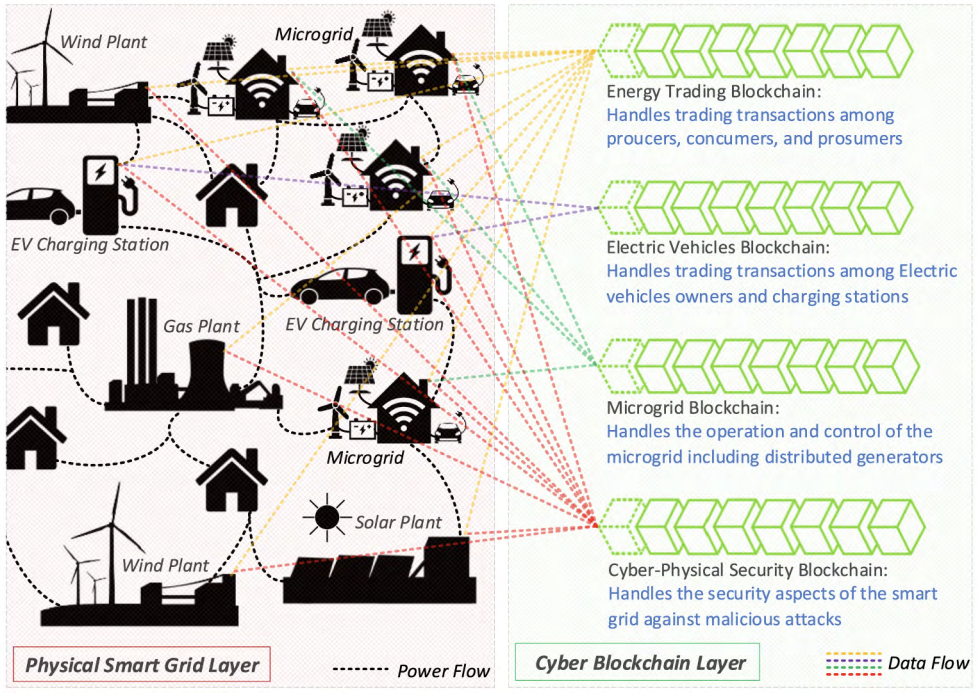 Wind Plant
Microgrid
EV Charging Station
EV Charging Station
Gas Plant
Microgrid
Solar Plant
Wind Plant
Physical Smart Grid Layer
Power Flow
Energy Trading Blockchain:
Handles trading transactions among
proucers, concumers, and prosumers
Electric Vehicles Blockchain:
Handles trading transactions among Electric
vehicles owners and charging stations
Microgrid Blockchain:
Handles the operation and control of the
microgrid including distributed generators
Cyber-Physical Security Blockchain:
Handles the security aspects of the smart
grid against malicious attacks
Cyber Blockchain Layer
Data Flow